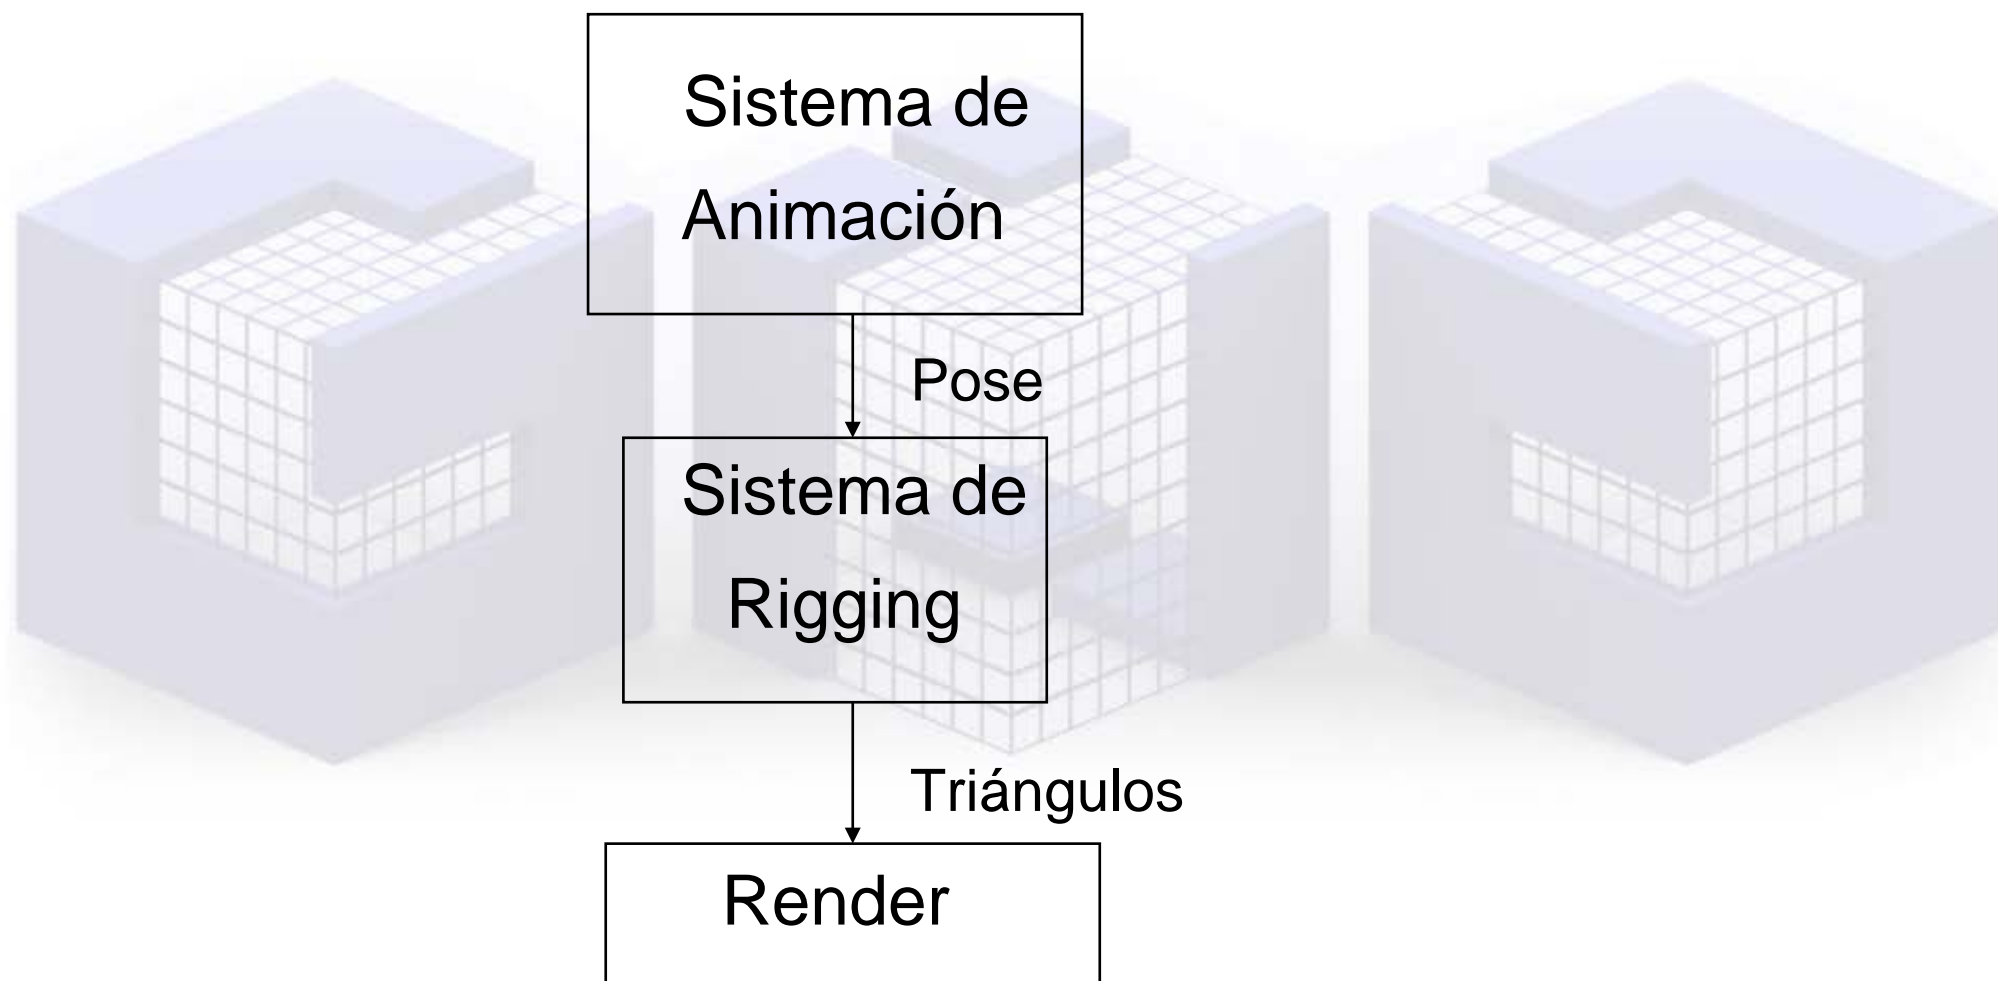 Sistema de
Animación
Pose
Sistema de
Rigging
Triángulos
Render